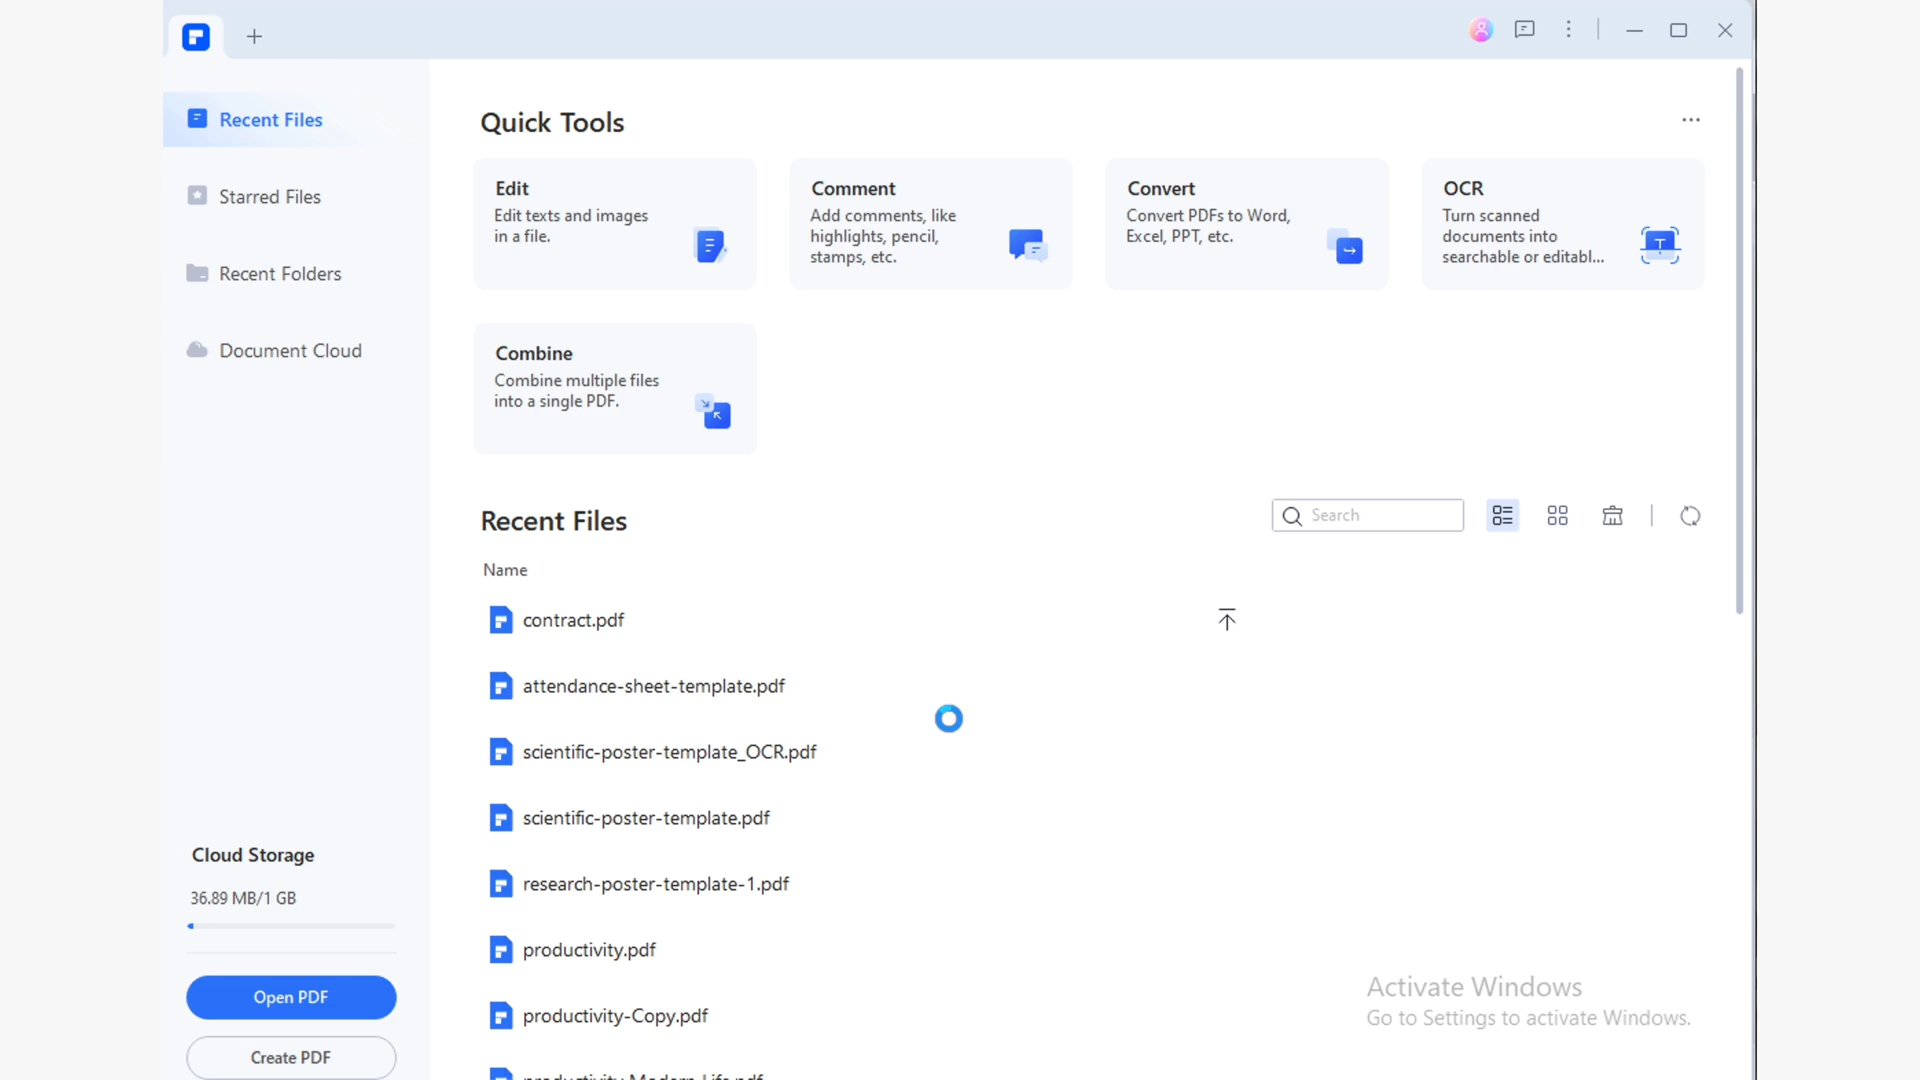 Recent Files
Starred Files
Recent Folders
Document Cloud
Cloud Storage
36.89 MB/1 GB
Open PDF
Create PDF
Quick Tools
Edit
Edit texts and images
in a file.
Comment
Add comments, like
highlights, pencil,
stamps, etc.
Convert
Convert PDFs to Word,
Excel, PPT, etc.
OCR
Turn scanned
documents into
searchable or editabl...
Combine
Combine multiple files
into a single PDF.
Recent Files
Search
Name
contract.pdf
attendance-sheet-template.pdf
scientific-poster-template_OCR.pdf
scientific-poster-template.pdf
research-poster-template-1.pdf
productivity.pdf
productivity-Copy.pdf
productivity-Modern-Life.pdf
Activate Windows
Go to Settings to activate Windows.